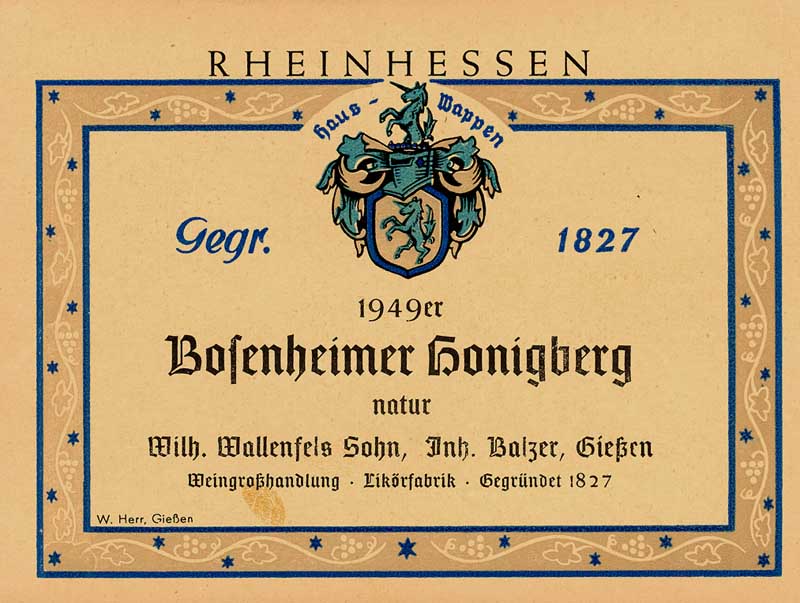 RHEINHESSEN
Haus-Wappen
Gegr. 1827
1949er
Boſenheimer Honigberg
natur
Wilh. Wallenfels Sohn, Inh. Balzer, Gießen
Weingroßhandlung · Likörfabrik · Gegründet 1827
W. Herr, Gießen